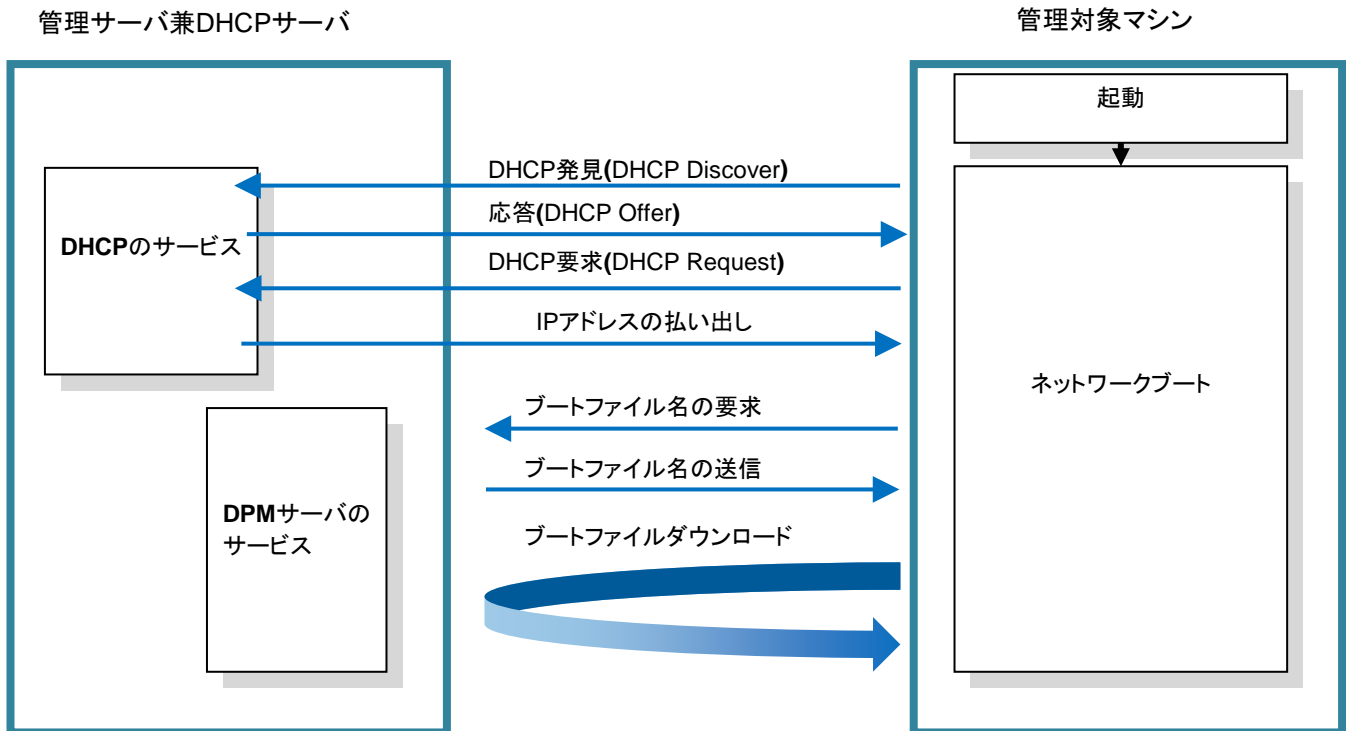 管理サーバ兼DHCPサーバ
管理対象マシン
起動
DHCP発見(DHCP Discover)
応答(DHCP Offer)
DHCPのサービス
DHCP要求(DHCP Request)
IPアドレスの払い出し
ネットワークブート
ブートファイル名の要求
ブートファイル名の送信
DPMサーバの
サービス
ブートファイルダウンロード